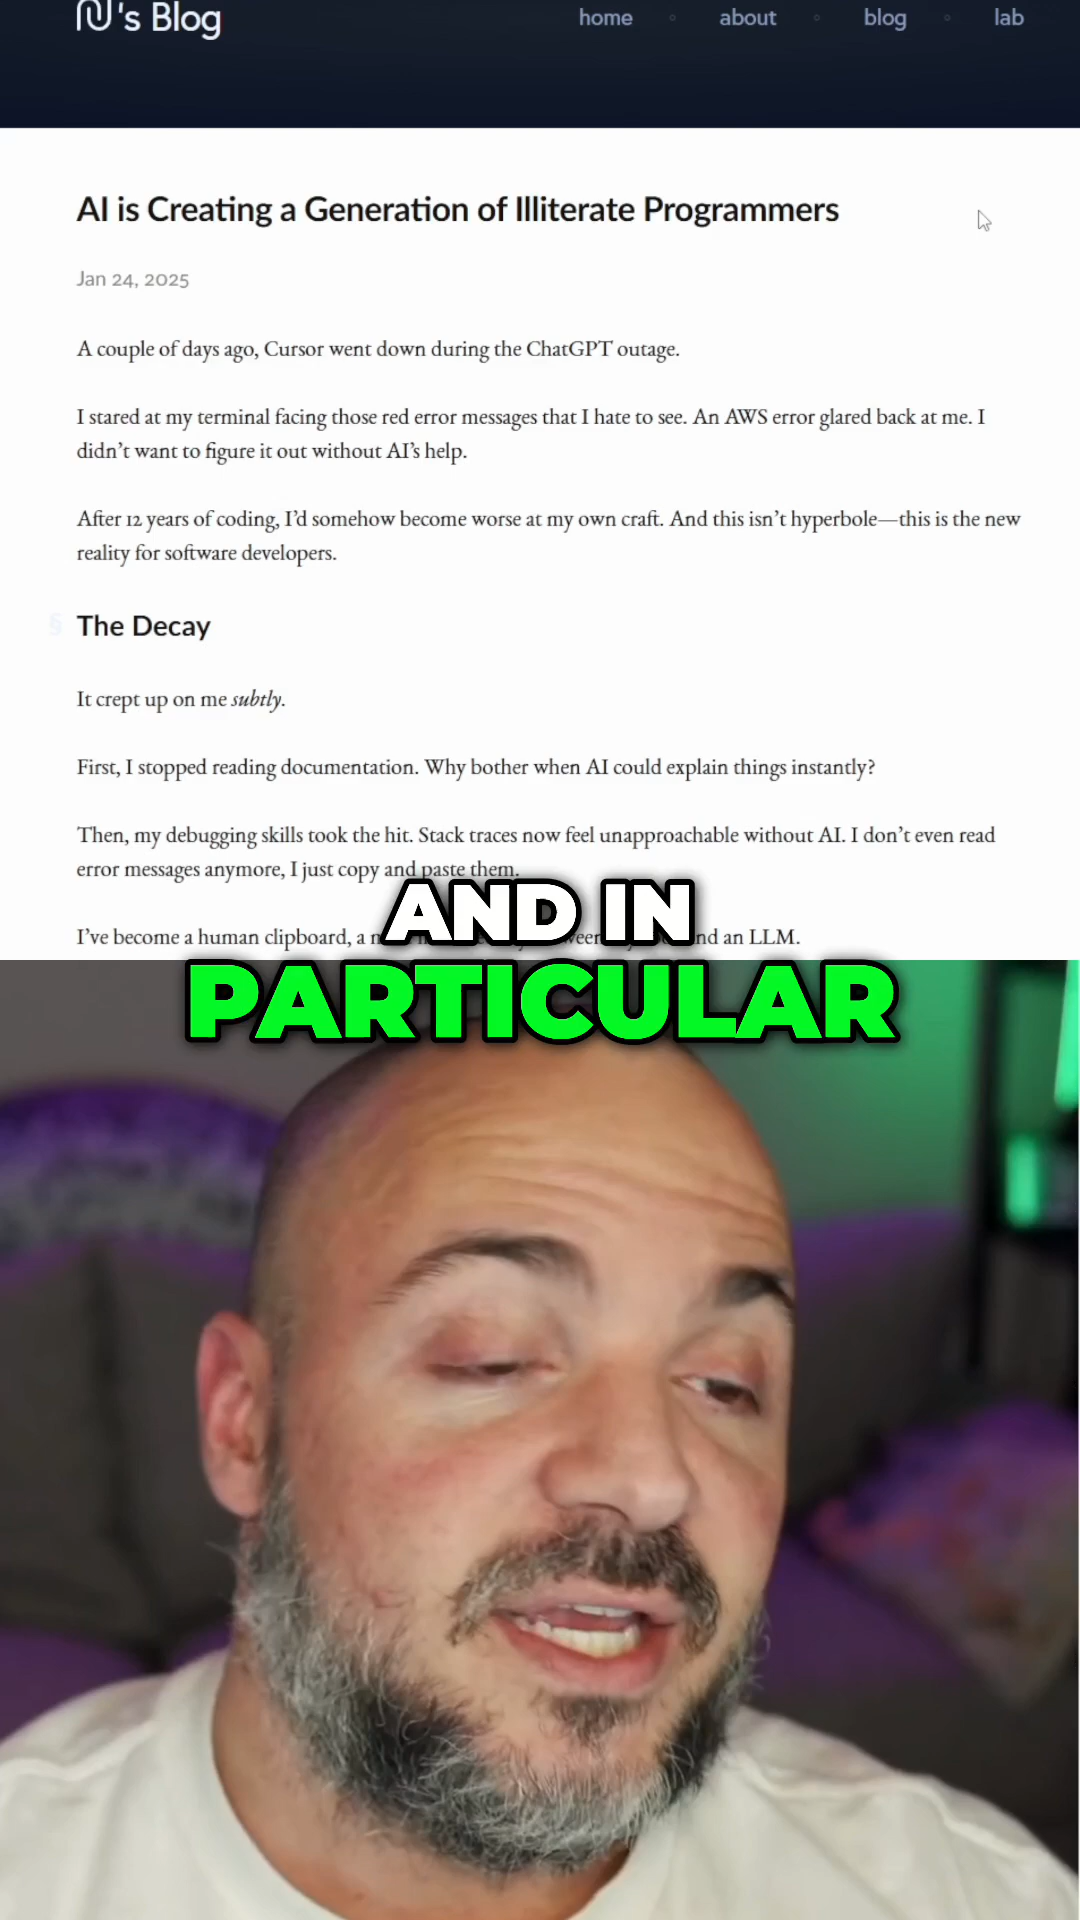 's Blog
home
about
blog
lab
AI is Creating a Generation of Illiterate Programmers
Jan 24, 2025
A couple of days ago, Cursor went down during the ChatGPT outage.
I stared at my terminal facing those red error messages that I hate to see. An AWS error glared back at me. I
didn’t want to figure it out without AI’s help.
After 12 years of coding, I’d somehow become worse at my own craft. And this isn’t hyperbole—this is the new
reality for software developers.
§ The Decay
It crept up on me subtly.
First, I stopped reading documentation. Why bother when AI could explain things instantly?
Then, my debugging skills took the hit. Stack traces now feel unapproachable without AI. I don’t even read
error messages anymore, I just copy and paste them.
I’ve become a human clipboard, a
an LLM.
AND IN
PARTICULAR